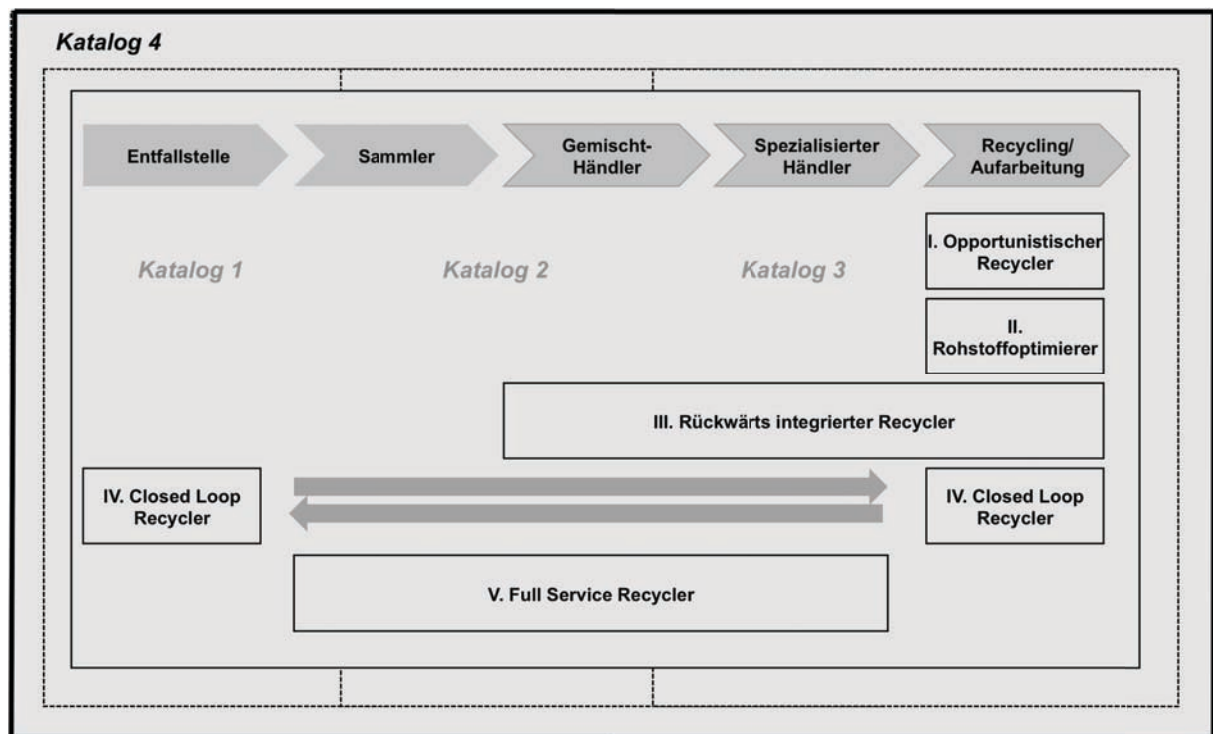 Katalog 4
Entfallstelle
Sammler
Gemischt-
Händler
Spezialisierter
Händler
Recycling/
Aufarbeitung
Katalog 1
Katalog 2
Katalog 3
I. Opportunistischer
Recycler
II.
Rohstoffoptimierer
III. Rückwärts integrierter Recycler
IV. Closed Loop
Recycler
IV. Closed Loop
Recycler
V. Full Service Recycler